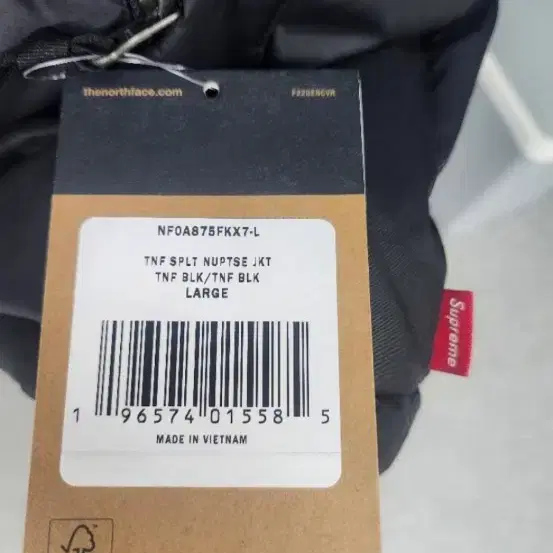 thenorthface.com
NF0A875FKX7-L
TNF SPLT NUPTSE JKT
TNF BLK/TNF BLK
LARGE
1 96574 01558 5
MADE IN VIETNAM
Supreme